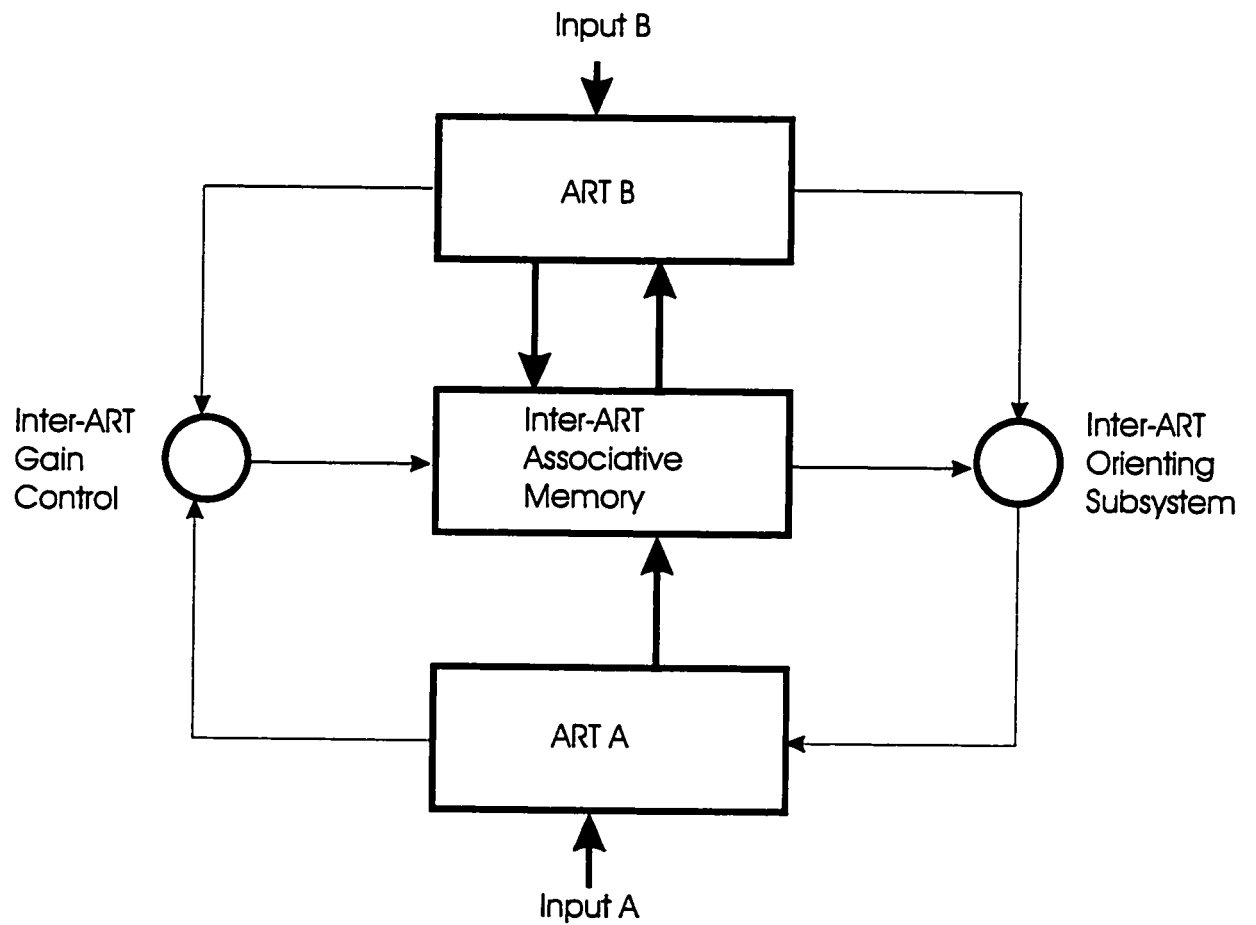 Input B
ART B
Inter-ART
Gain
Control
Inter-ART
Associative
Memory
Inter-ART
Orienting
Subsystem
ART A
Input A